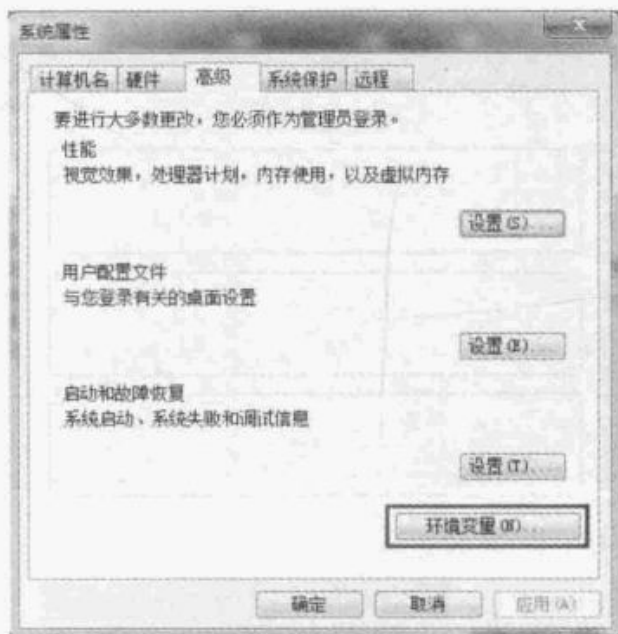 系统属性
计算机名 硬件 高级 系统保护 远程
要进行大多数更改，您必须作为管理员登录。
性能
视觉效果，处理器计划，内存使用，以及虚拟内存
设置(S)...
用户配置文件
与您登录有关的桌面设置
设置(E)...
启动和故障恢复
系统启动、系统失败和调试信息
设置(T)...
环境变量(N)...
确定 取消 应用(A)